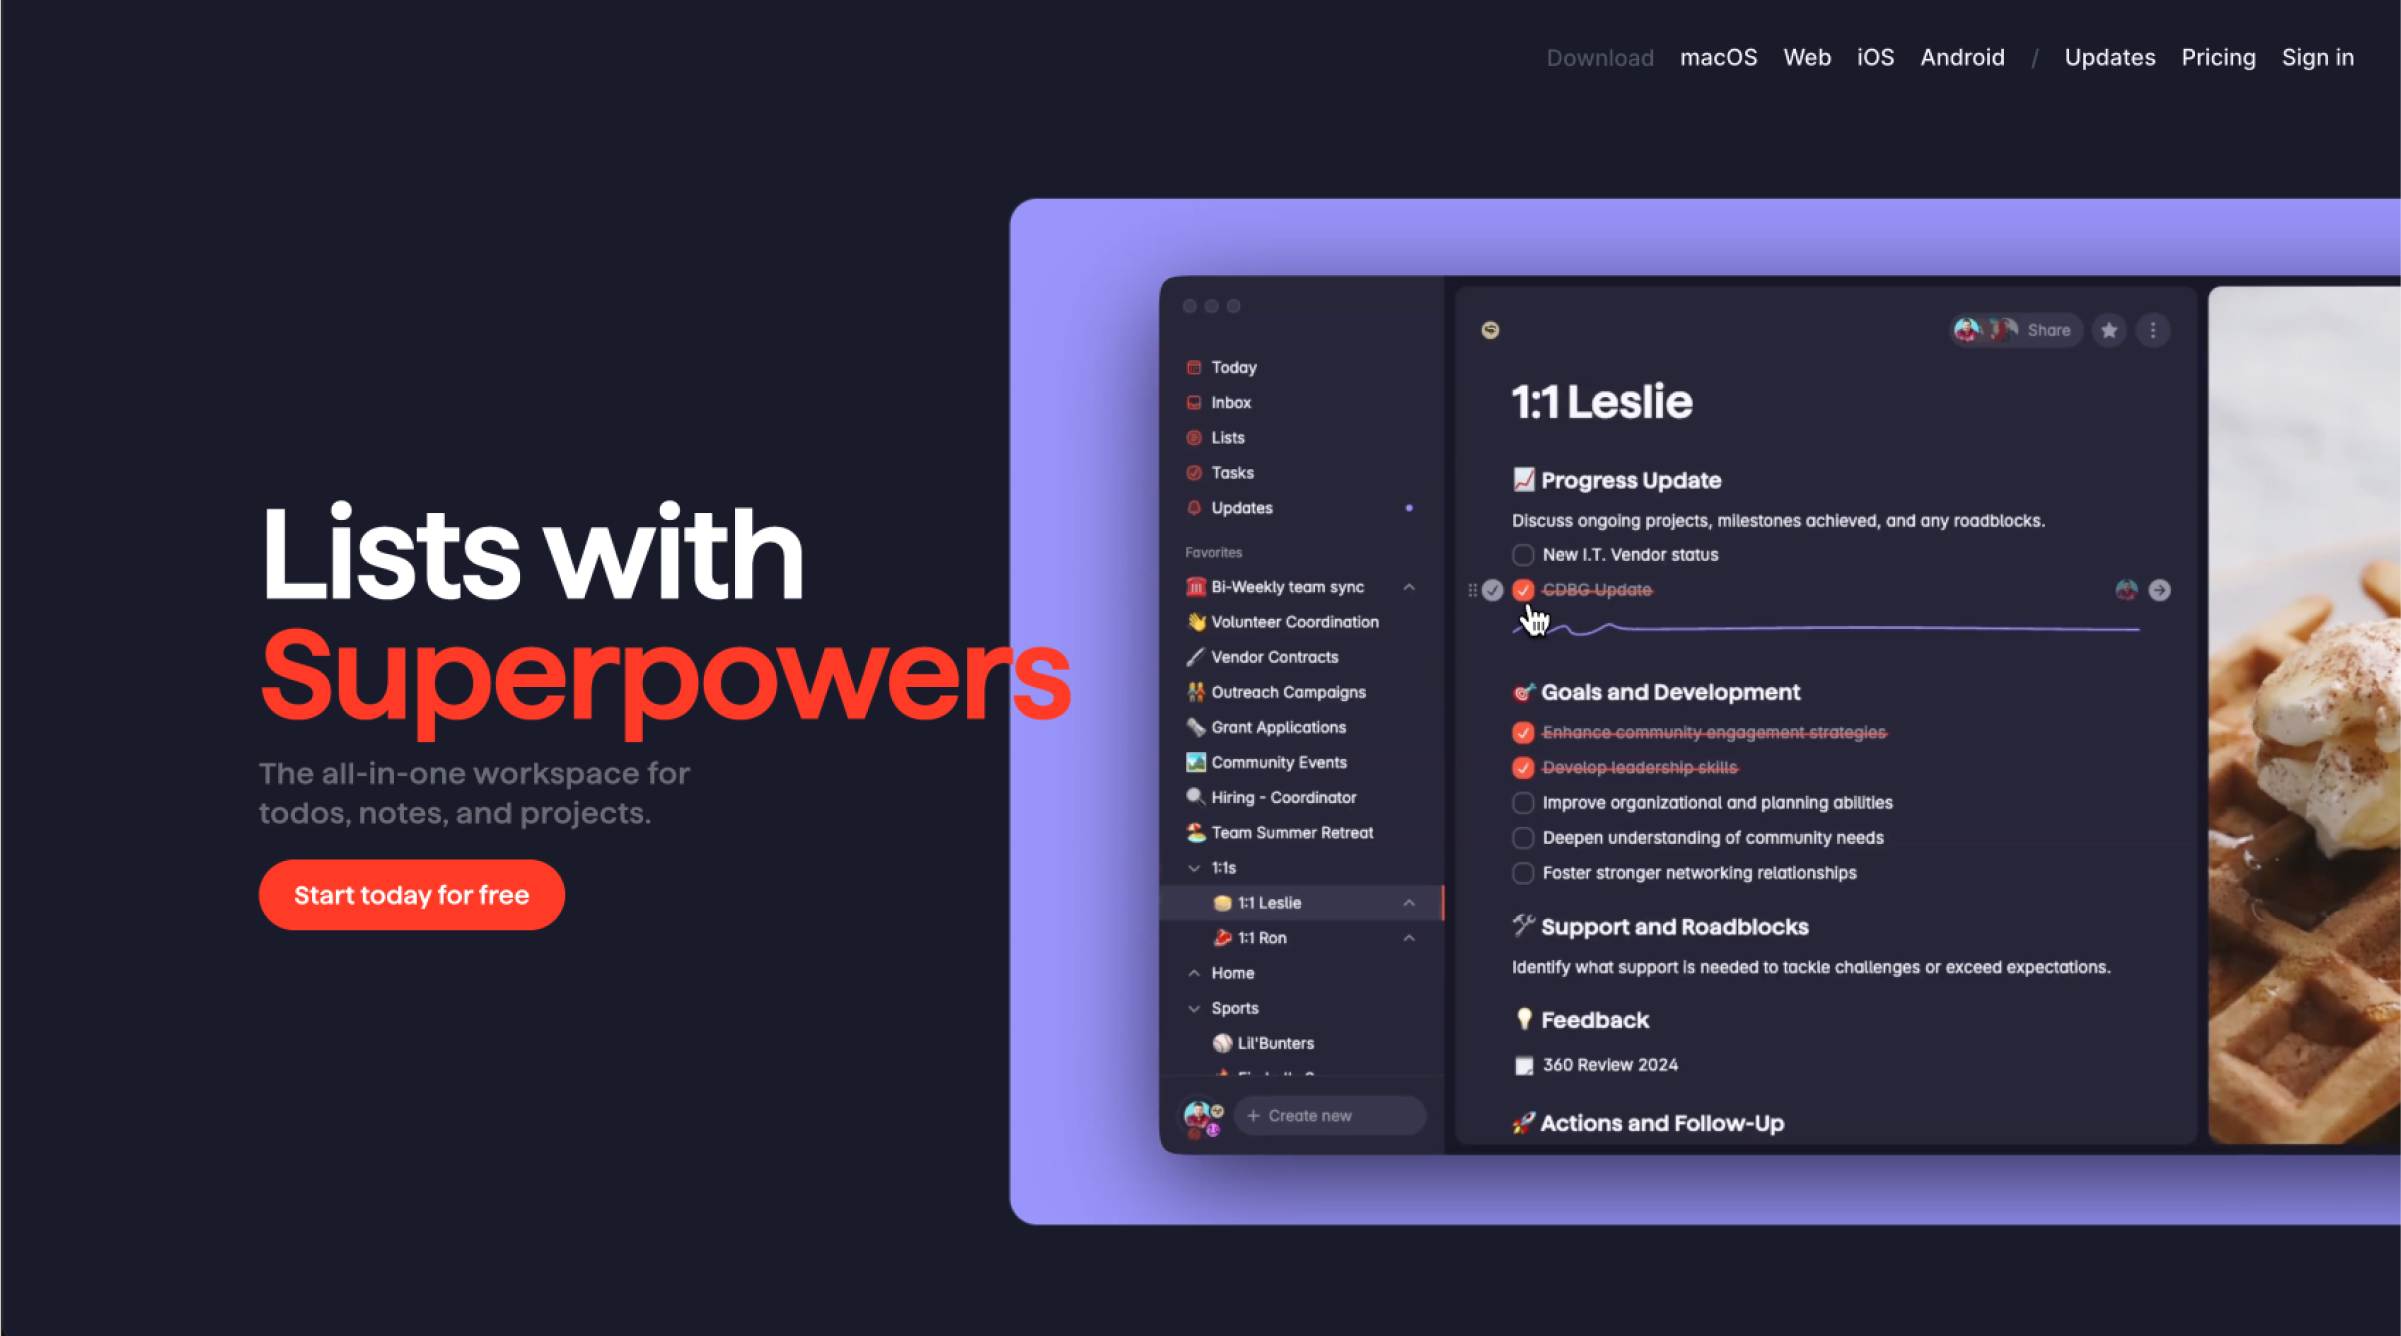 Download macOS Web iOS Android / Updates Pricing Sign in
Lists with
Superpowers
The all-in-one workspace for
todos, notes, and projects.
Start today for free
Today
Inbox
Lists
Tasks
Updates
Favorites
Bi-Weekly team sync
Volunteer Coordination
Vendor Contracts
Outreach Campaigns
Grant Applications
Community Events
Hiring - Coordinator
Team Summer Retreat
1:1s
1:1 Leslie
1:1 Ron
Home
Sports
Lil'Bunters
+ Create new
Share
1:1 Leslie
Progress Update
Discuss ongoing projects, milestones achieved, and any roadblocks.
New I.T. Vendor status
CDBG Update
Goals and Development
Enhance community engagement strategies
Develop leadership skills
Improve organizational and planning abilities
Deepen understanding of community needs
Foster stronger networking relationships
Support and Roadblocks
Identify what support is needed to tackle challenges or exceed expectations.
Feedback
360 Review 2024
Actions and Follow-Up